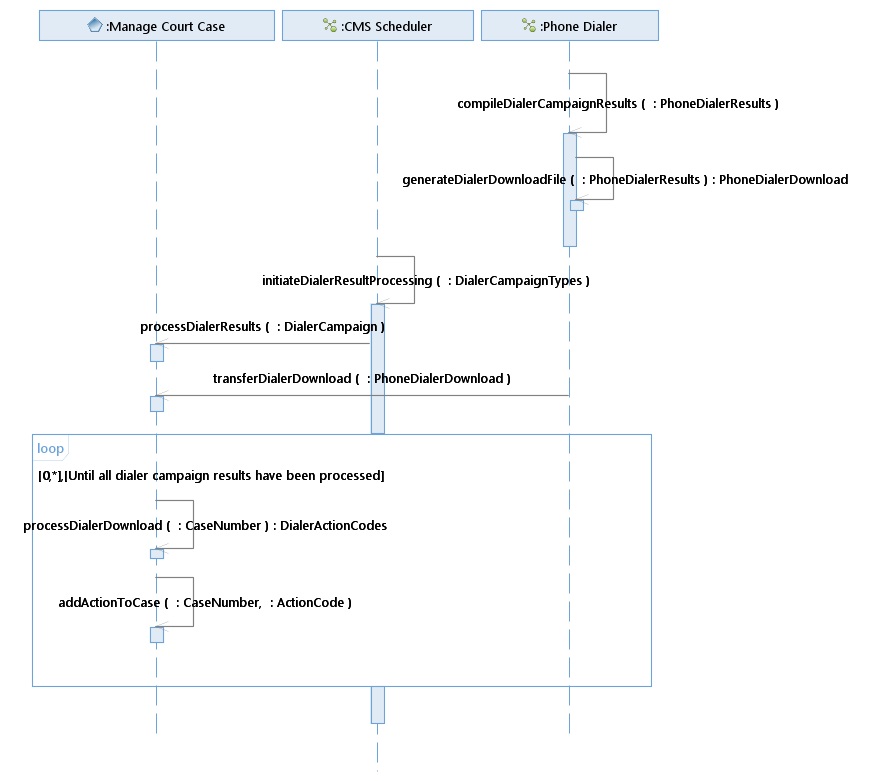 :Manage Court Case
:CMS Scheduler
:Phone Dialer
compileDialerCampaignResults ( : PhoneDialerResults )
generateDialerDownloadFile ( : PhoneDialerResults ) : PhoneDialerDownload
initiateDialerResultProcessing ( : DialerCampaignTypes )
processDialerResults ( : DialerCampaign )
transferDialerDownload ( : PhoneDialerDownload )
loop
[0,*],[Until all dialer campaign results have been processed]
processDialerDownload ( : CaseNumber ) : DialerActionCodes
addActionToCase ( : CaseNumber, : ActionCode )